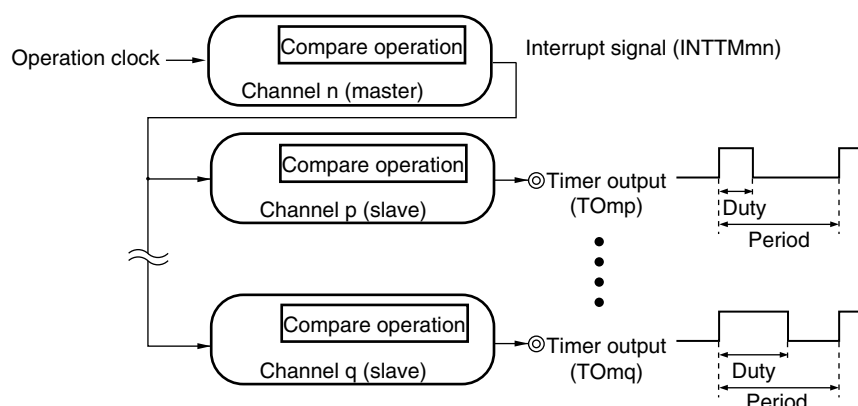 Compare operation
Operation clock
Interrupt signal (INTTMmn)
Channel n (master)
Compare operation
Timer output
(TOmp)
Channel p (slave)
Duty
Period
Compare operation
Timer output
(TOmq)
Channel q (slave)
Duty
Period